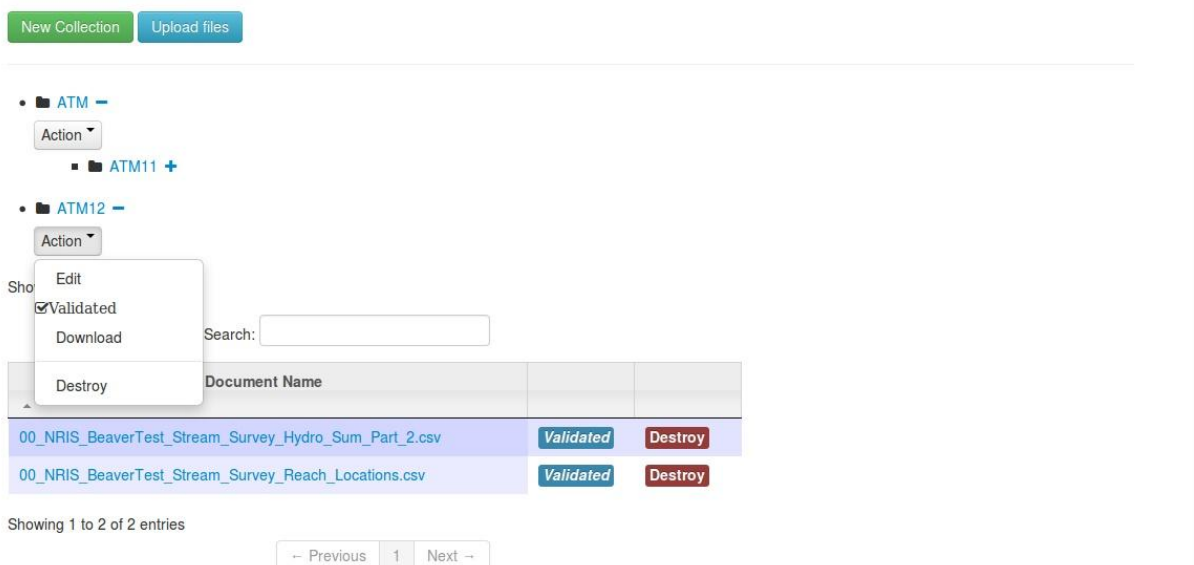 New Collection Upload files
ATM
Action
ATM11
ATM12
Action
Edit
Sho
Validated
Download
Search:
Destroy
Document Name
00_NRIS_BeaverTest_Stream_Survey_Hydro_Sum_Part_2.csv Validated Destroy
00_NRIS_BeaverTest_Stream_Survey_Reach_Locations.csv Validated Destroy
Showing 1 to 2 of 2 entries
← Previous 1 Next →